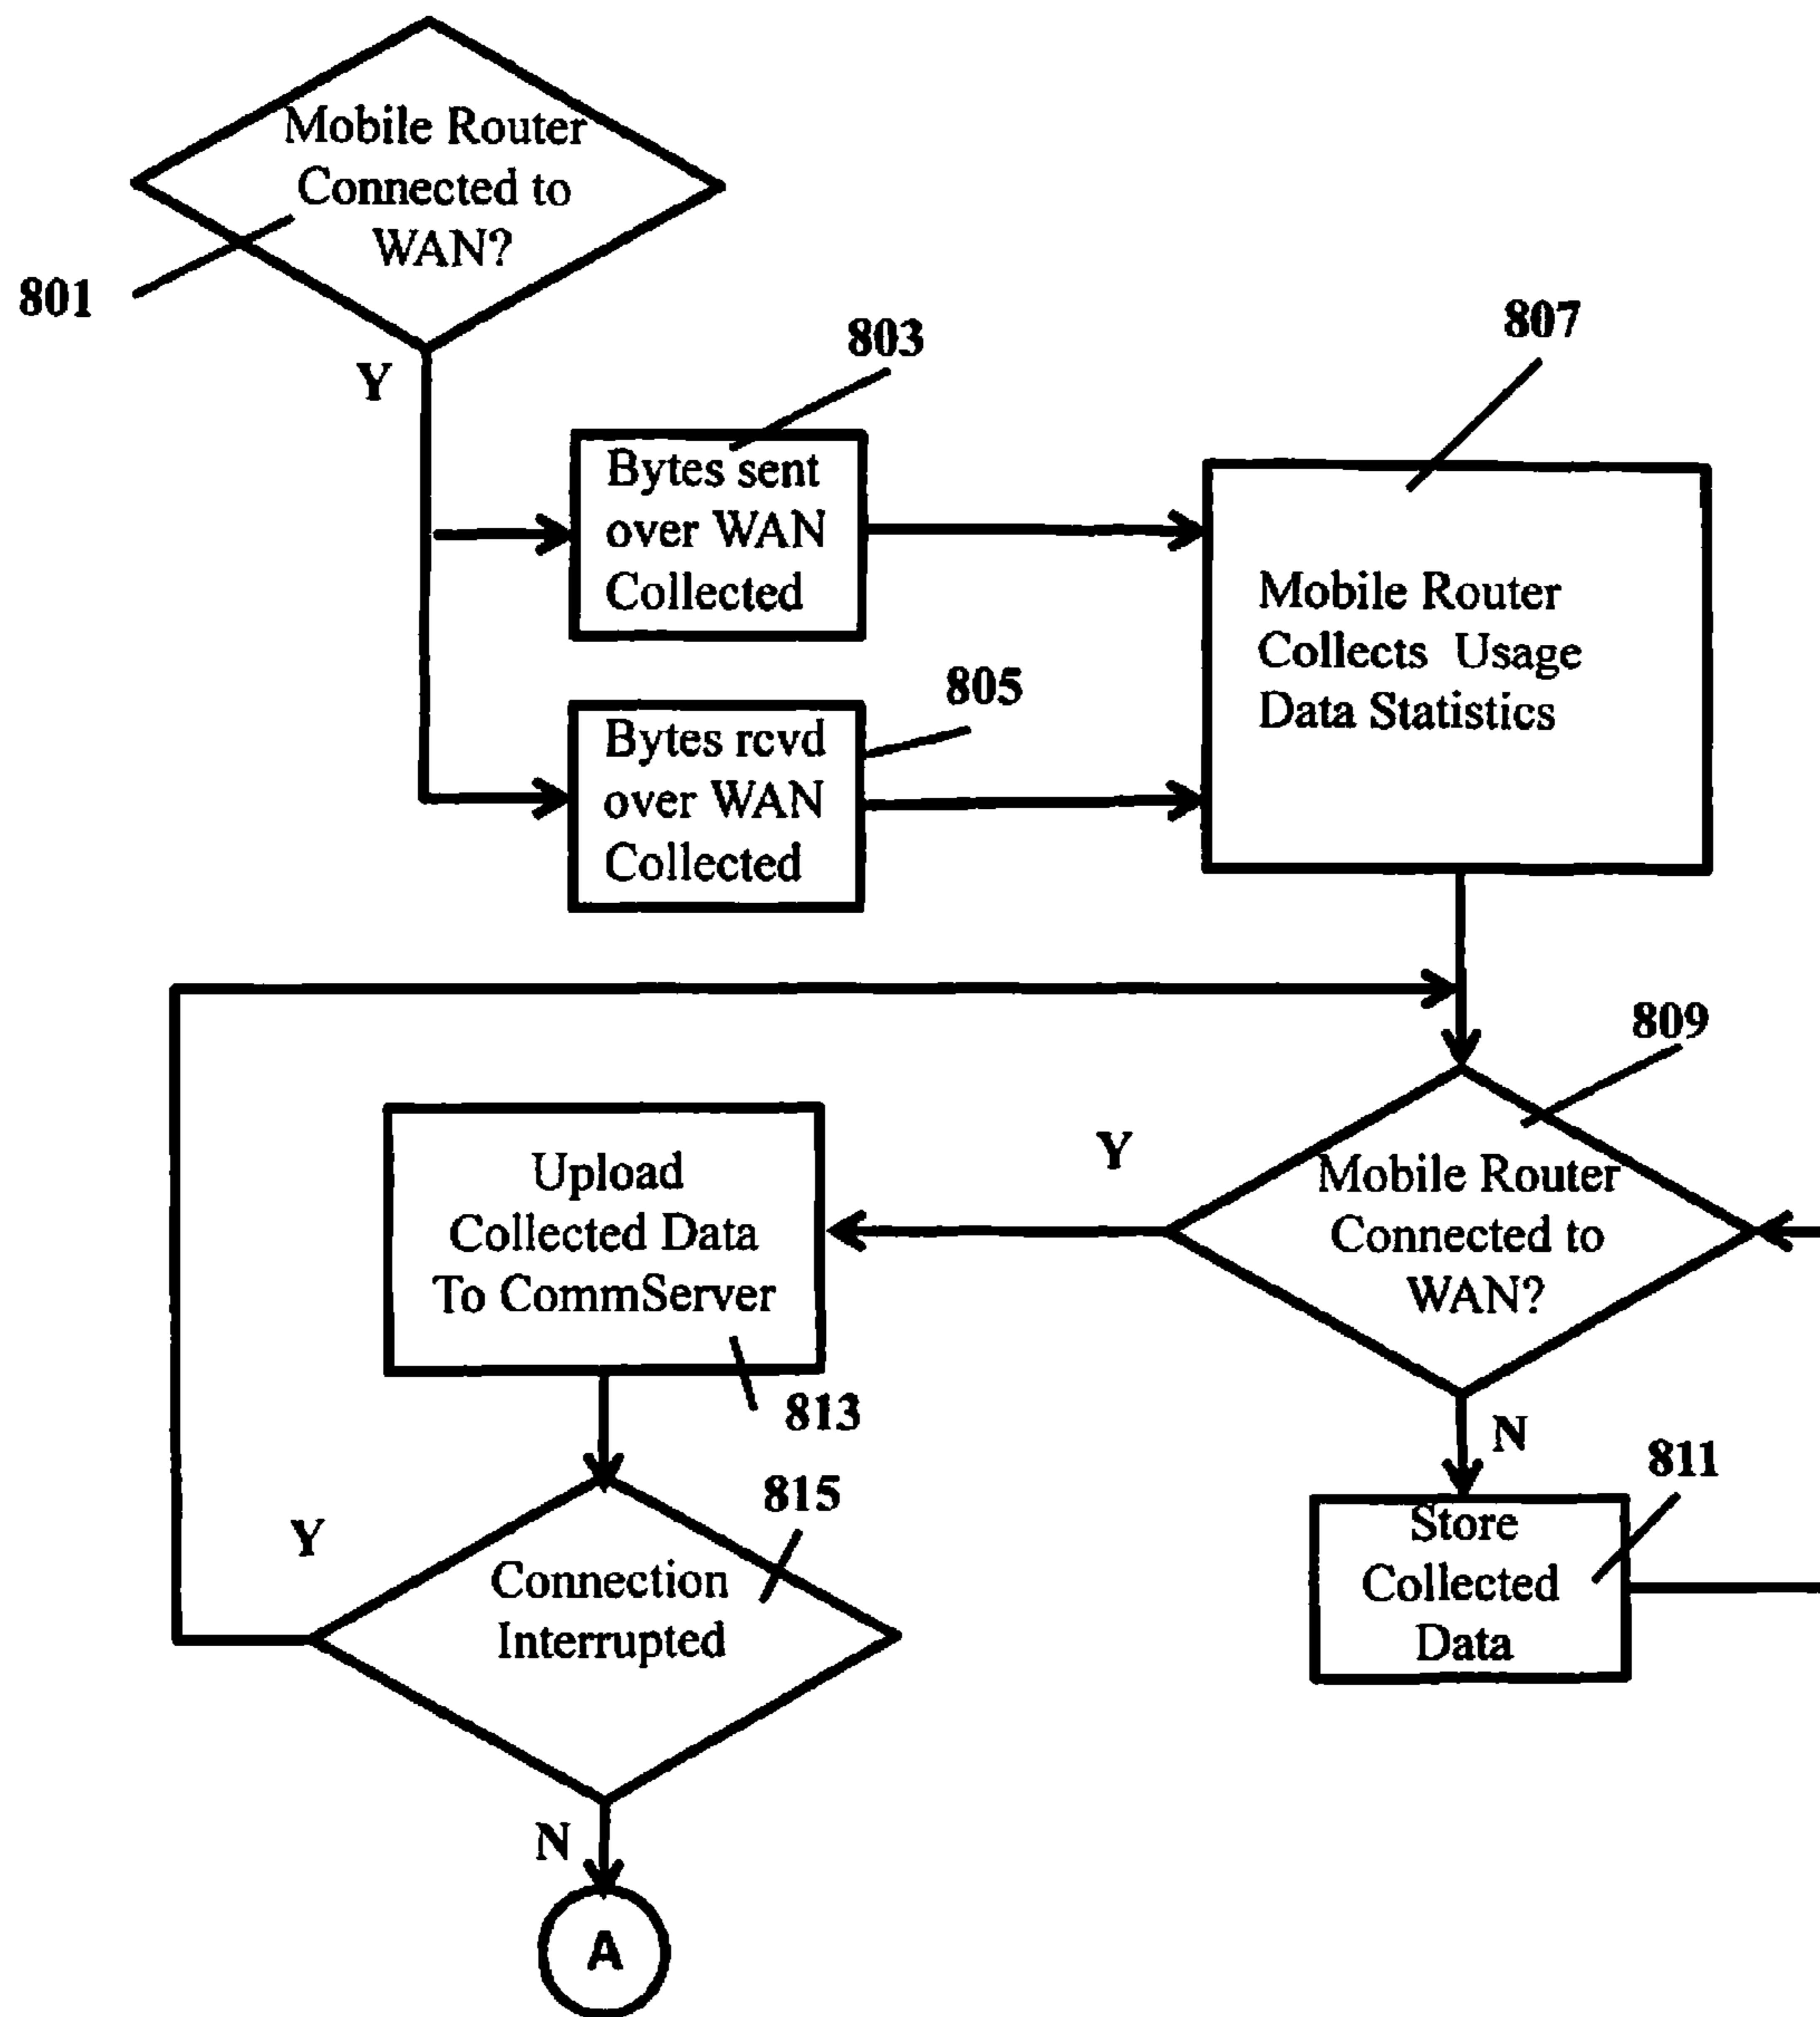 Mobile Router
Connected to
WAN?
801
Y
803
Bytes sent
over WAN
Collected
807
Mobile Router
Collects Usage
Data Statistics
805
Bytes rcvd
over WAN
Collected
809
Mobile Router
Connected to
WAN?
Y
Upload
Collected Data
To CommServer
813
N
811
Store
Collected
Data
815
Y
Connection
Interrupted
N
A